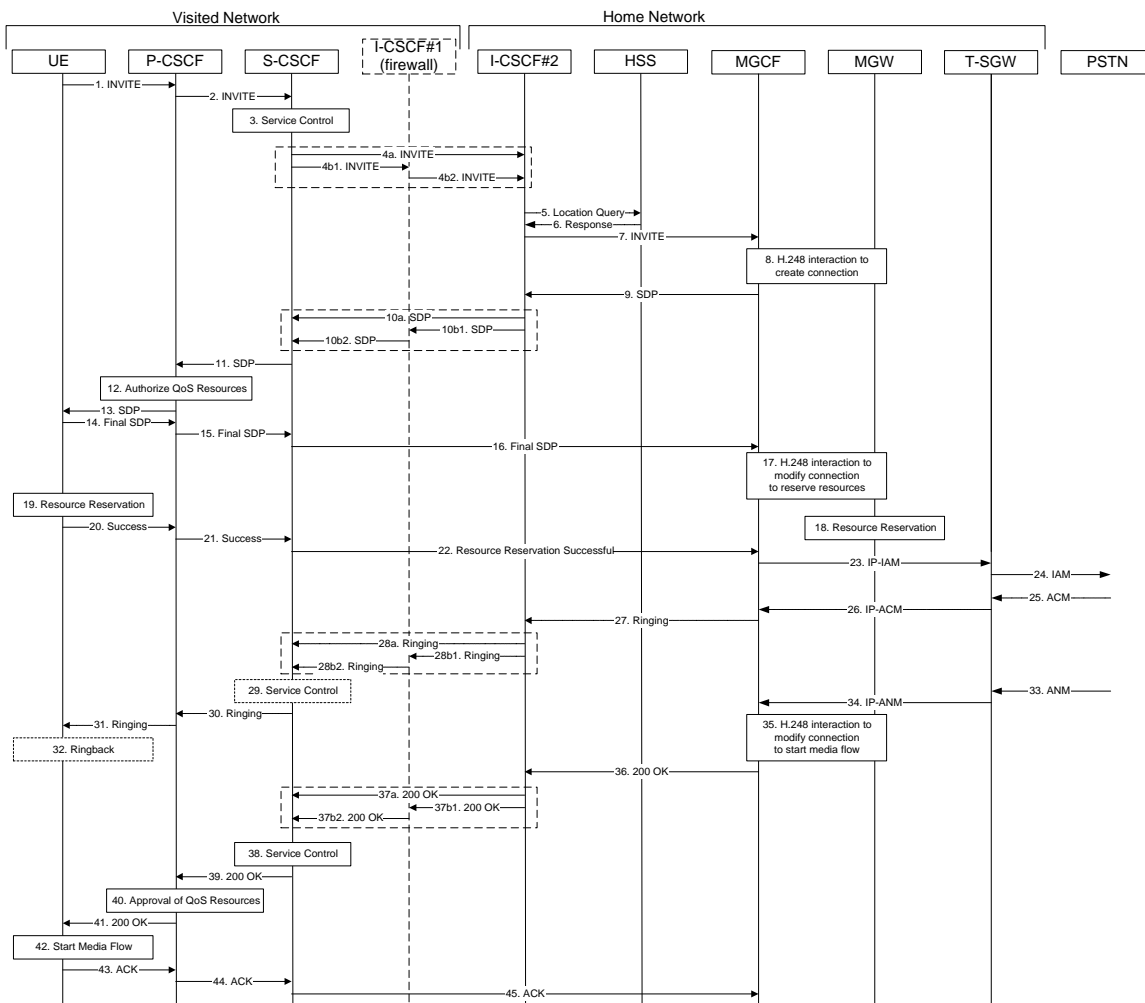 Visited Network
Home Network
UE
P-CSCF
S-CSCF
I-CSCF#1
(firewall)
I-CSCF#2
HSS
MGCF
MGW
T-SGW
PSTN
1. INVITE
2. INVITE
3. Service Control
4a. INVITE
4b1. INVITE
4b2. INVITE
5. Location Query
6. Response
7. INVITE
8. H.248 interaction to
create connection
9. SDP
10a. SDP
10b1. SDP
10b2. SDP
11. SDP
12. Authorize QoS Resources
13. SDP
14. Final SDP
15. Final SDP
16. Final SDP
17. H.248 interaction to
modify connection
to reserve resources
19. Resource Reservation
18. Resource Reservation
20. Success
21. Success
22. Resource Reservation Successful
23. IP-IAM
24. IAM
25. ACM
26. IP-ACM
27. Ringing
28a. Ringing
28b1. Ringing
28b2. Ringing
29. Service Control
33. ANM
34. IP-ANM
30. Ringing
31. Ringing
32. Ringback
35. H.248 interaction to
modify connection
to start media flow
36. 200 OK
37a. 200 OK
37b1. 200 OK
37b2. 200 OK
38. Service Control
39. 200 OK
40. Approval of QoS Resources
41. 200 OK
42. Start Media Flow
43. ACK
44. ACK
45. ACK